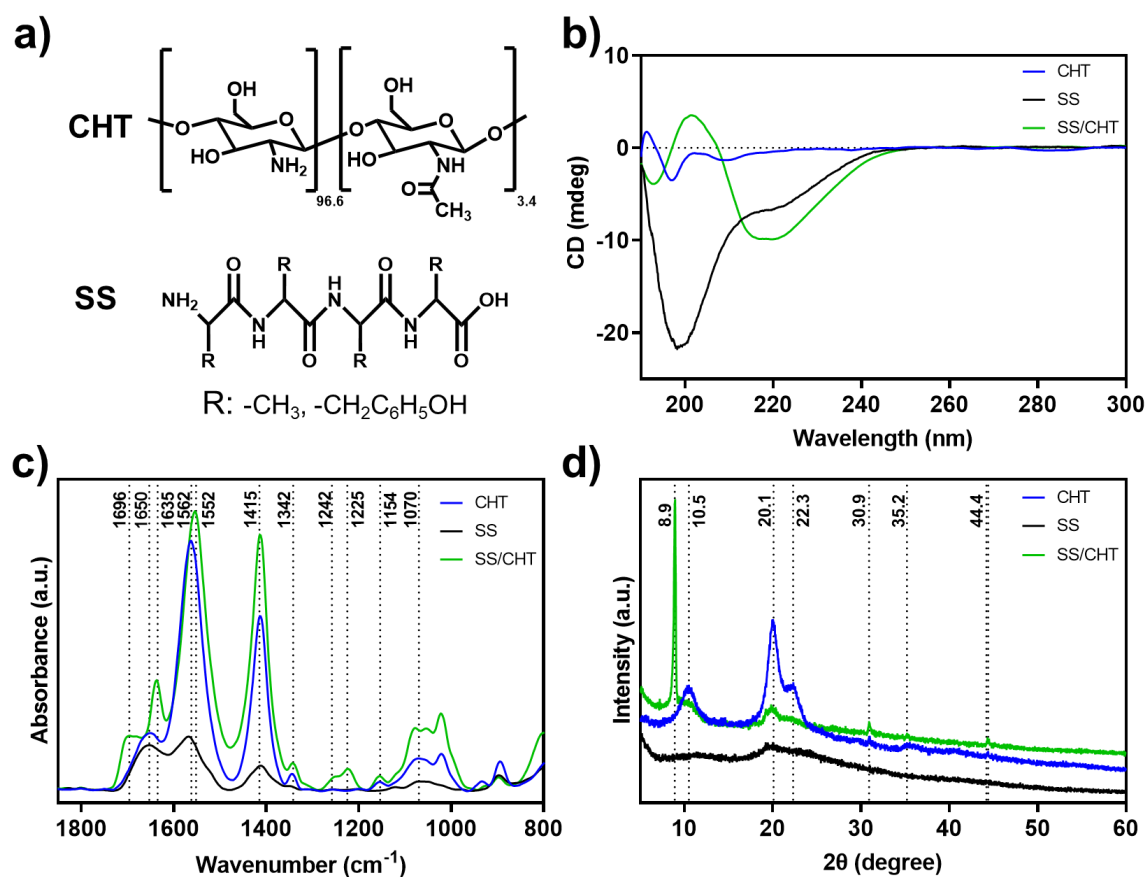 a)
CHT
OH
O
O
HO
NH2
96.6
OH
O
O
O
HO
NH
O
CH3
3.4
SS
NH2
R
O
N
H
R
O
H
N
R
O
N
H
R
O
OH
R: -CH3, -CH2C6H5OH
b)
CHT
SS
SS/CHT
10
0
-10
-20
CD (mdeg)
200 220 240 260 280 300
Wavelength (nm)
c)
1696
1650
1635
1562
1552
1415
1342
1242
1225
1154
1070
CHT
SS
SS/CHT
Absorbance (a.u.)
1800 1600 1400 1200 1000 800
Wavenumber (cm-1)
d)
8.9
10.5
20.1
22.3
30.9
35.2
44.4
CHT
SS
SS/CHT
Intensity (a.u.)
10 20 30 40 50 60
2θ (degree)